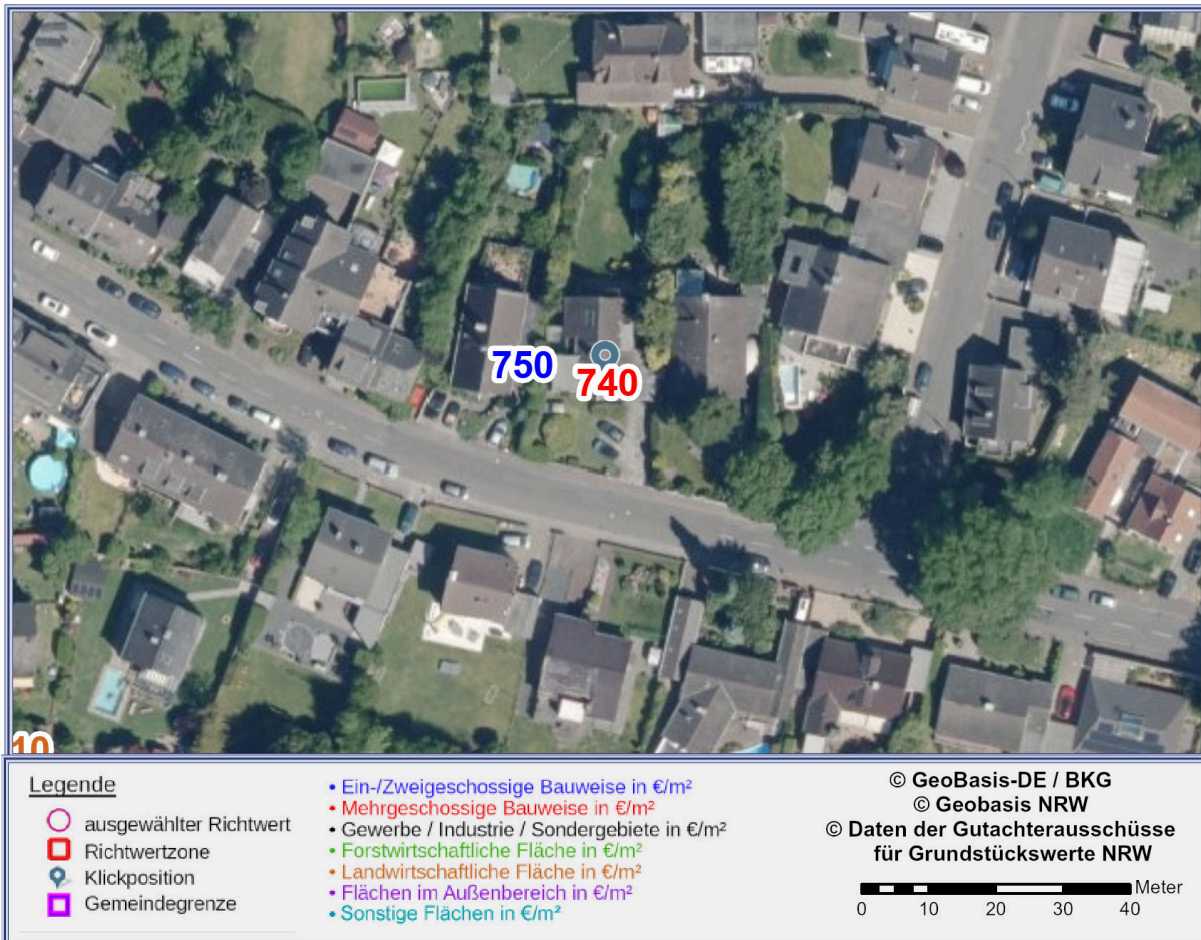 750
740
10
Legende
ausgewählter Richtwert
Richtwertzone
Klickposition
Gemeindegrenze
• Ein-/Zweigeschossige Bauweise in €/m²
• Mehrgeschossige Bauweise in €/m²
• Gewerbe / Industrie / Sondergebiete in €/m²
• Forstwirtschaftliche Fläche in €/m²
• Landwirtschaftliche Fläche in €/m²
• Flächen im Außenbereich in €/m²
• Sonstige Flächen in €/m²
© GeoBasis-DE / BKG
© Geobasis NRW
© Daten der Gutachterausschüsse
für Grundstückswerte NRW
Meter
0 10 20 30 40